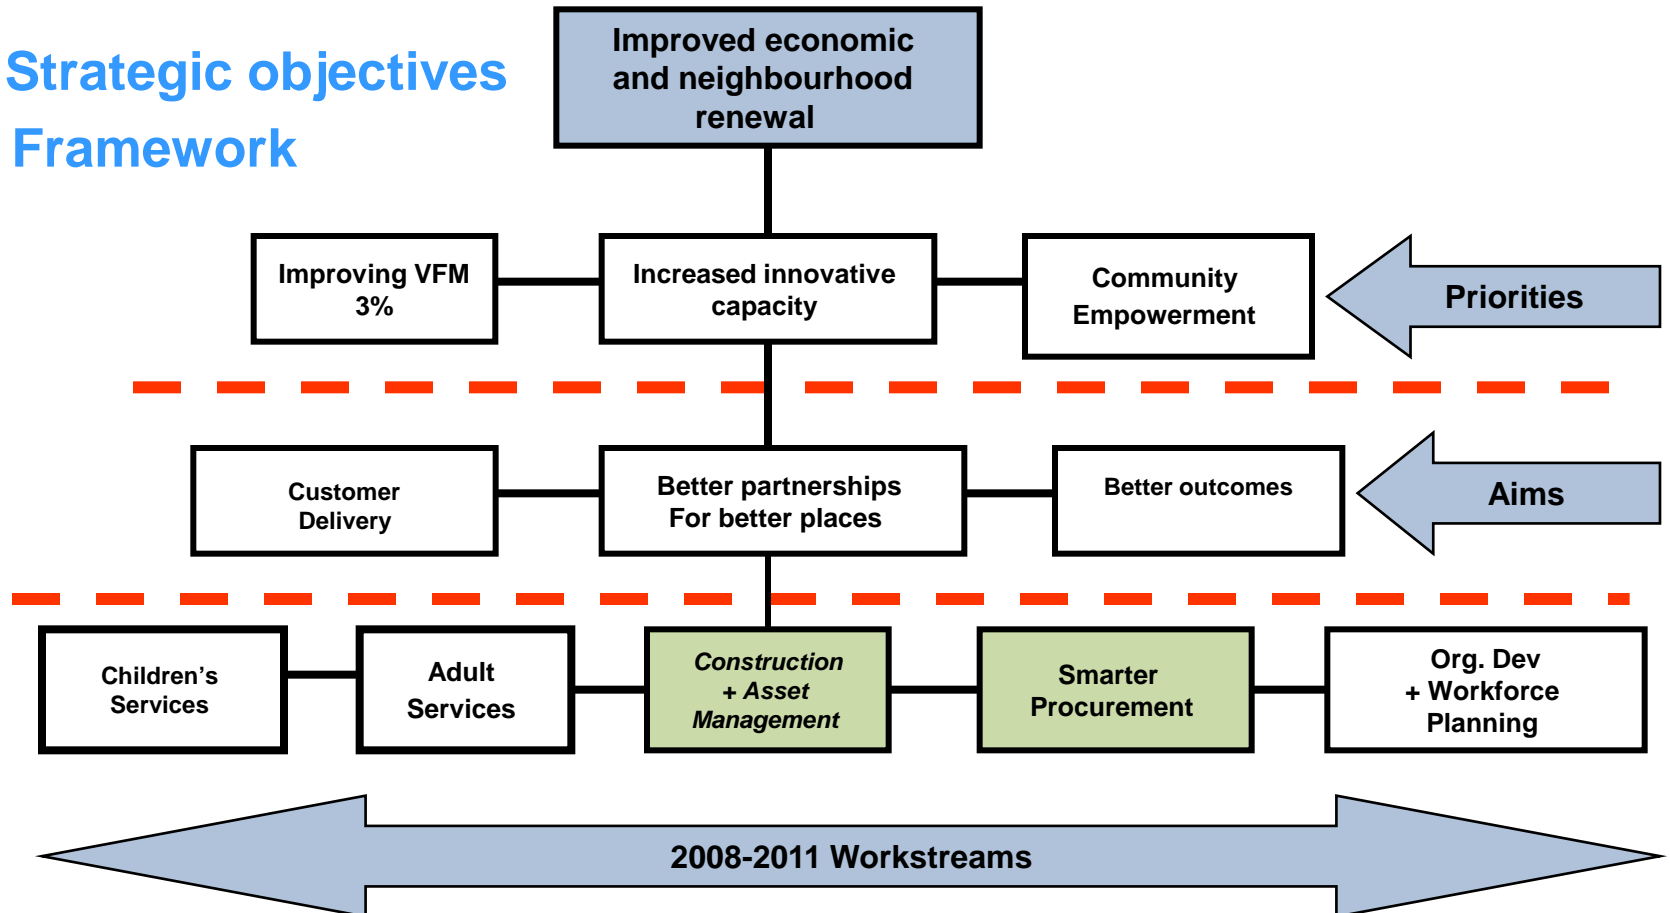 Strategic objectives
Framework
Improved economic
and neighbourhood
renewal
Improving VFM
3%
Increased innovative
capacity
Community
Empowerment
Priorities
Customer
Delivery
Better partnerships
For better places
Better outcomes
Aims
Children’s
Services
Adult
Services
Construction
+ Asset
Management
Smarter
Procurement
Org. Dev
+ Workforce
Planning
2008-2011 Workstreams